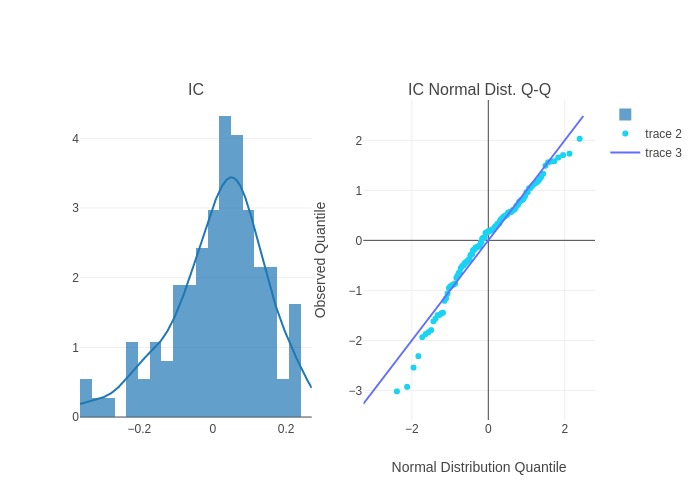 IC
4
3
2
1
0
−0.2
0
0.2
IC Normal Dist. Q-Q
Observed Quantile
2
1
0
−1
−2
−3
−2
0
2
Normal Distribution Quantile
trace 2
trace 3